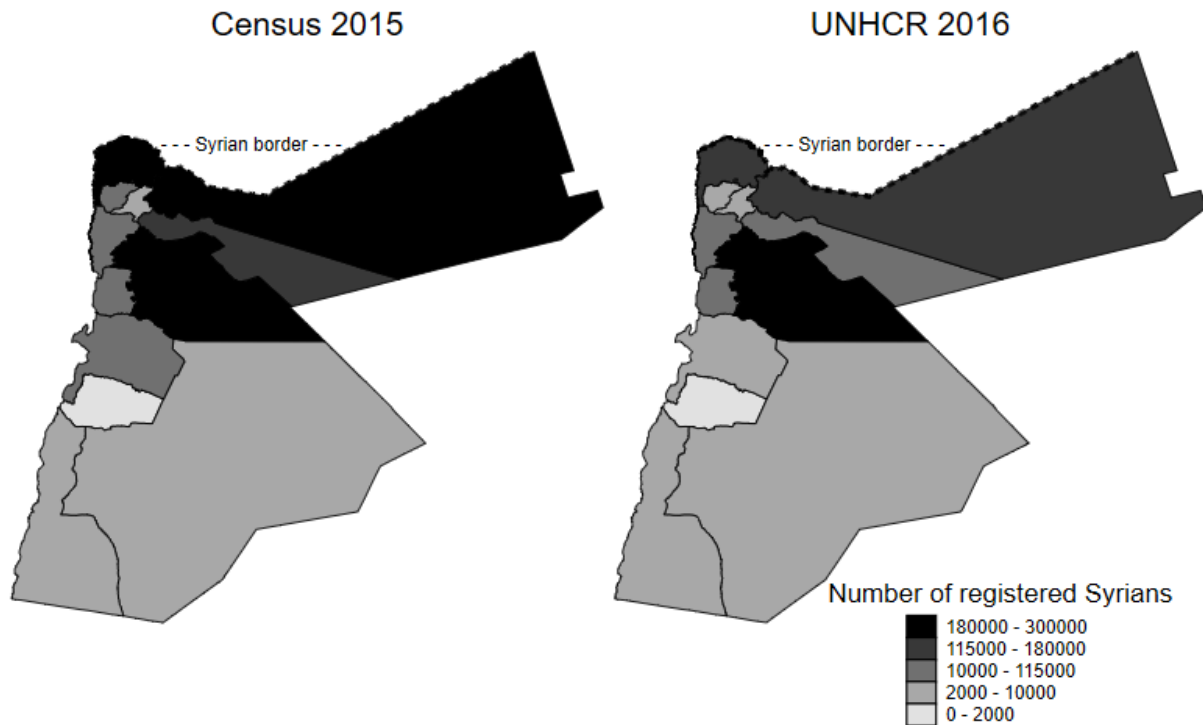 Census 2015
UNHCR 2016
--- Syrian border ---
--- Syrian border ---
Number of registered Syrians
180000 - 300000
115000 - 180000
10000 - 115000
2000 - 10000
0 - 2000